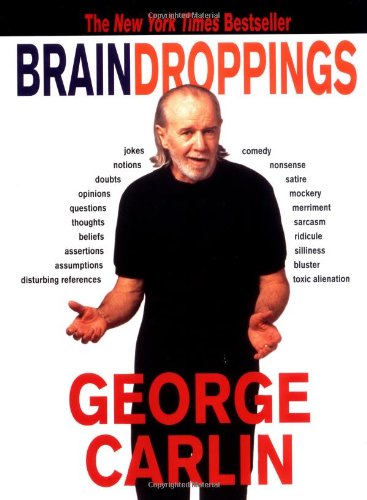 The New York Times Bestseller
BRAINDROPPINGS
jokes
notions
doubts
opinions
questions
thoughts
beliefs
assertions
assumptions
disturbing references
comedy
nonsense
satire
mockery
merriment
sarcasm
ridicule
silliness
bluster
toxic alienation
GEORGE
CARLIN